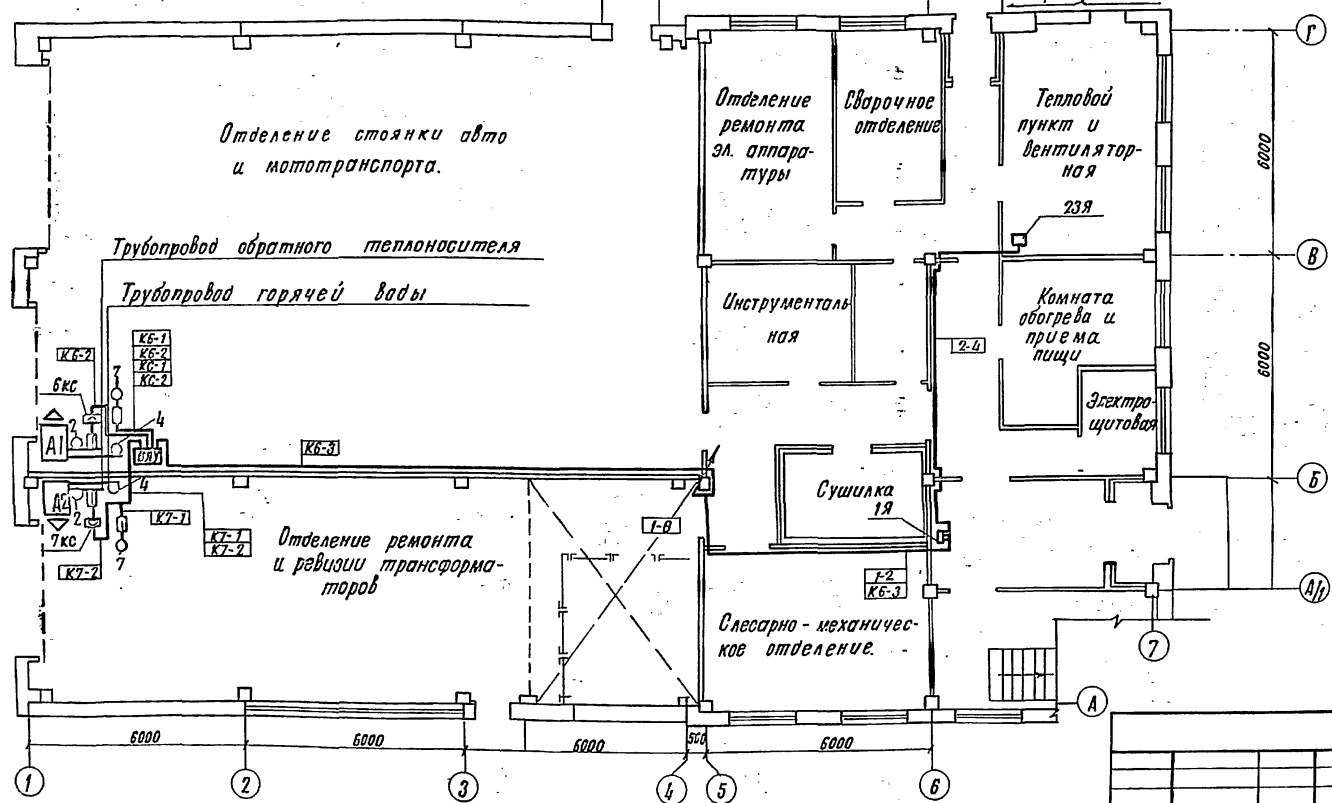 Г
Отделение стоянки авто
и мототранспорта.
Отделение
ремонта
эл. аппара-
туры
Сварочное
отделение
Тепловой
пункт и
вентилятор-
ная
6000
23Я
Трубопровод обратного теплоносителя
В
Трубопровод горячей вады
Инструменталь
ная
Комната
обогрева и
приема
пищи
К6-2
К6-1
К6-2
КС-1
КС-2
2-4
6000
6кс
7
2
4
А1
Электро-
щитовая
К6-3
А2
2
4
Сушилка
1Я
Б
7кс
К7-1
К7-1
К7-2
7
К7-2
1-8
Отделение ремонта
и ревизии трансформа-
торов
1-2
К6-3
А/1
Слесарно-механичес-
кое отделение.
7
А
6000
6000
6000
500
6000
1
2
3
4
5
6